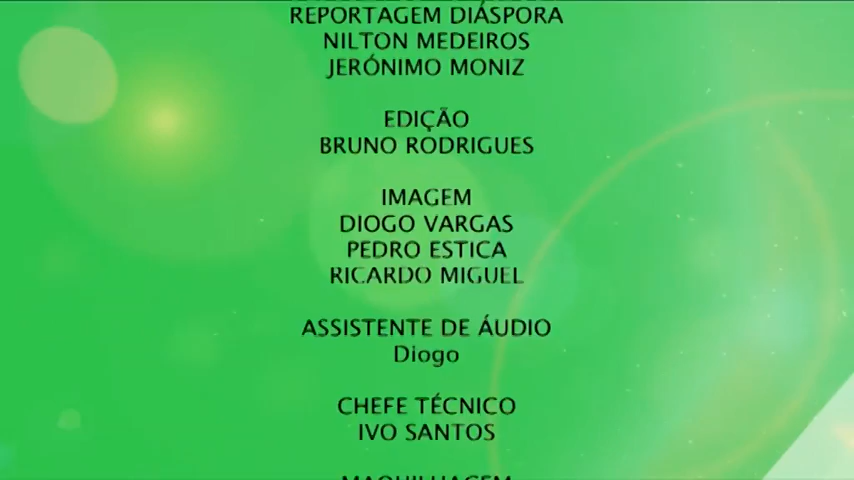 REPORTAGEM DIÁSPORA
NILTON MEDEIROS
JERÓNIMO MONIZ
EDIÇÃO
BRUNO RODRIGUES
IMAGEM
DIOGO VARGAS
PEDRO ESTICA
RICARDO MIGUEL
ASSISTENTE DE ÁUDIO
Diogo
CHEFE TÉCNICO
IVO SANTOS
MAQUILHAGEM